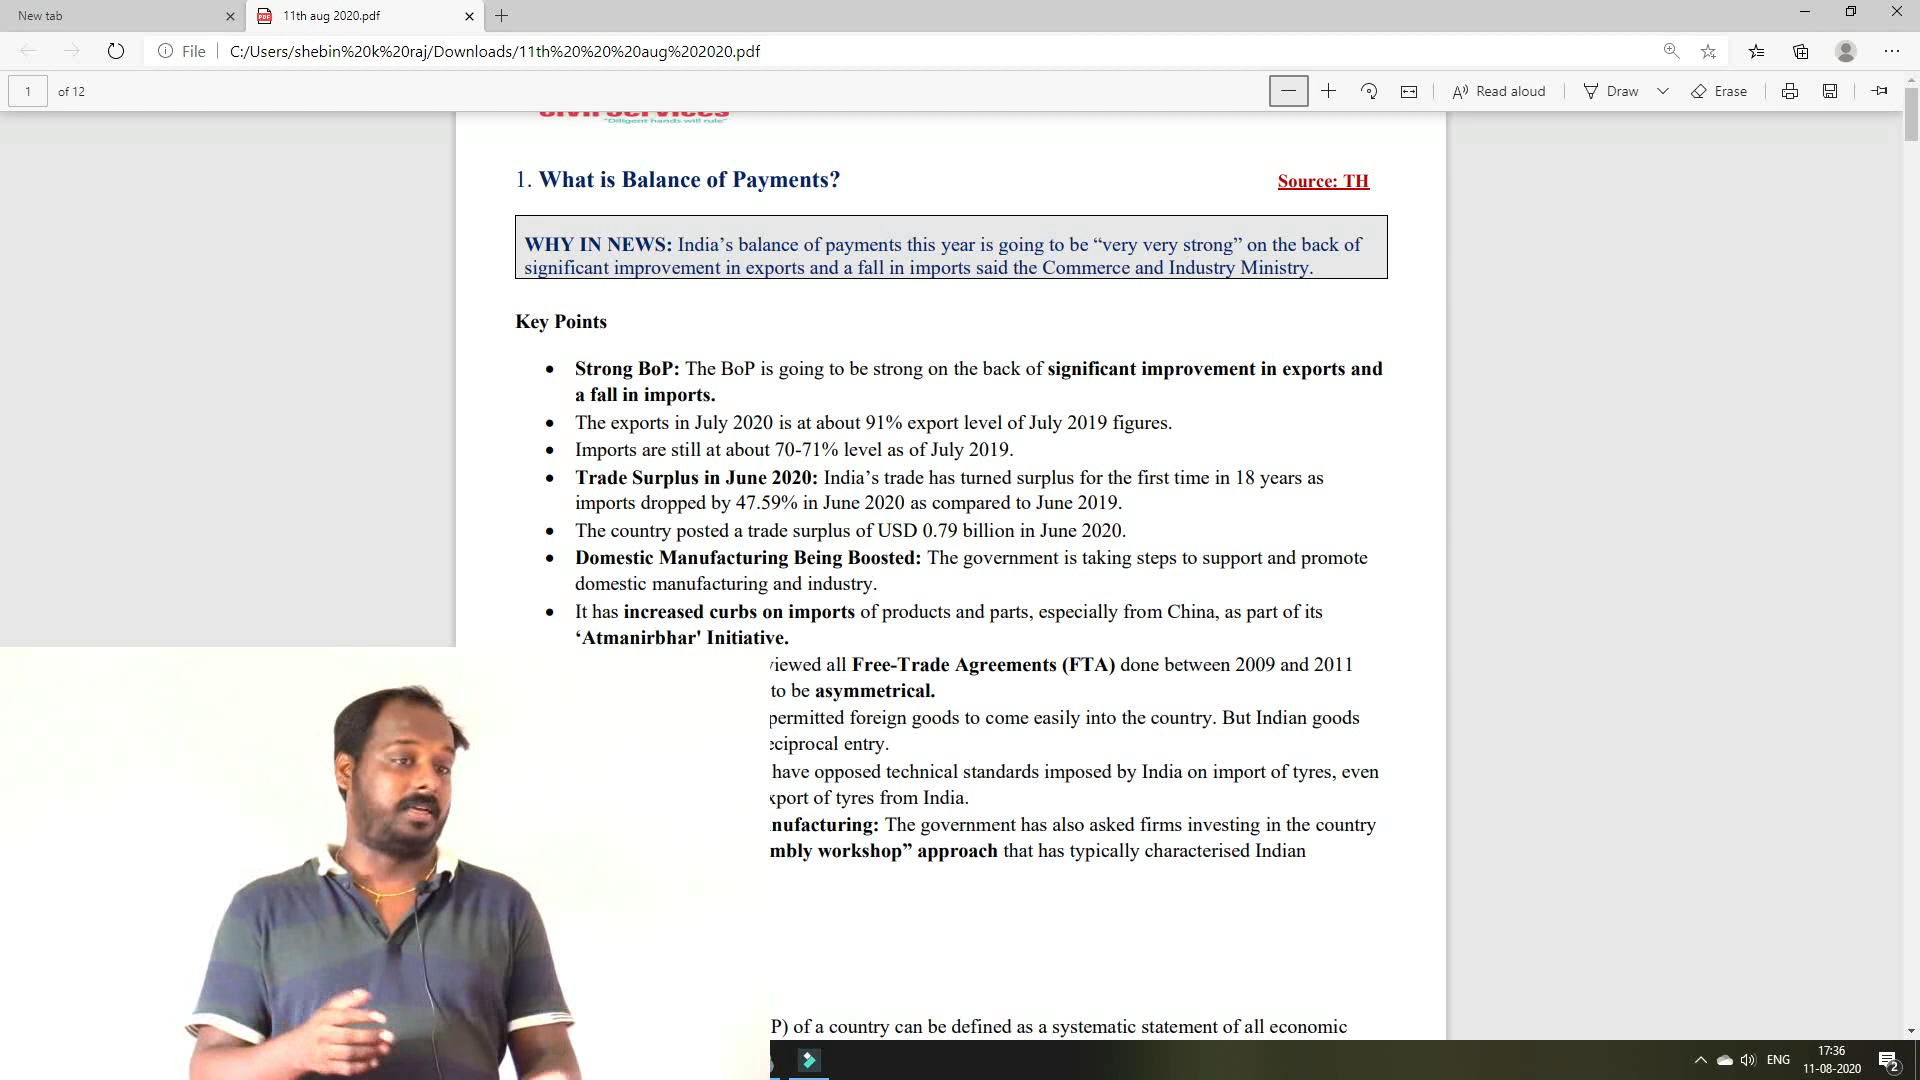 New tab
11th aug 2020.pdf
File
C:/Users/shebin%20k%20raj/Downloads/11th%20%20%20aug%202020.pdf
1 of 12
Read aloud
Draw
Erase
Civil Services
"Diligent hands will rule"
1. What is Balance of Payments?
Source: TH
WHY IN NEWS: India’s balance of payments this year is going to be “very very strong” on the back of
significant improvement in exports and a fall in imports said the Commerce and Industry Ministry.
Key Points
• Strong BoP: The BoP is going to be strong on the back of significant improvement in exports and
a fall in imports.
• The exports in July 2020 is at about 91% export level of July 2019 figures.
• Imports are still at about 70-71% level as of July 2019.
• Trade Surplus in June 2020: India’s trade has turned surplus for the first time in 18 years as
imports dropped by 47.59% in June 2020 as compared to June 2019.
• The country posted a trade surplus of USD 0.79 billion in June 2020.
• Domestic Manufacturing Being Boosted: The government is taking steps to support and promote
domestic manufacturing and industry.
• It has increased curbs on imports of products and parts, especially from China, as part of its
‘Atmanirbhar' Initiative.
viewed all Free-Trade Agreements (FTA) done between 2009 and 2011
to be asymmetrical.
permitted foreign goods to come easily into the country. But Indian goods
eciprocal entry.
have opposed technical standards imposed by India on import of tyres, even
xport of tyres from India.
nufacturing: The government has also asked firms investing in the country
mbly workshop” approach that has typically characterised Indian
P) of a country can be defined as a systematic statement of all economic
ENG
17:36
11-08-2020
2